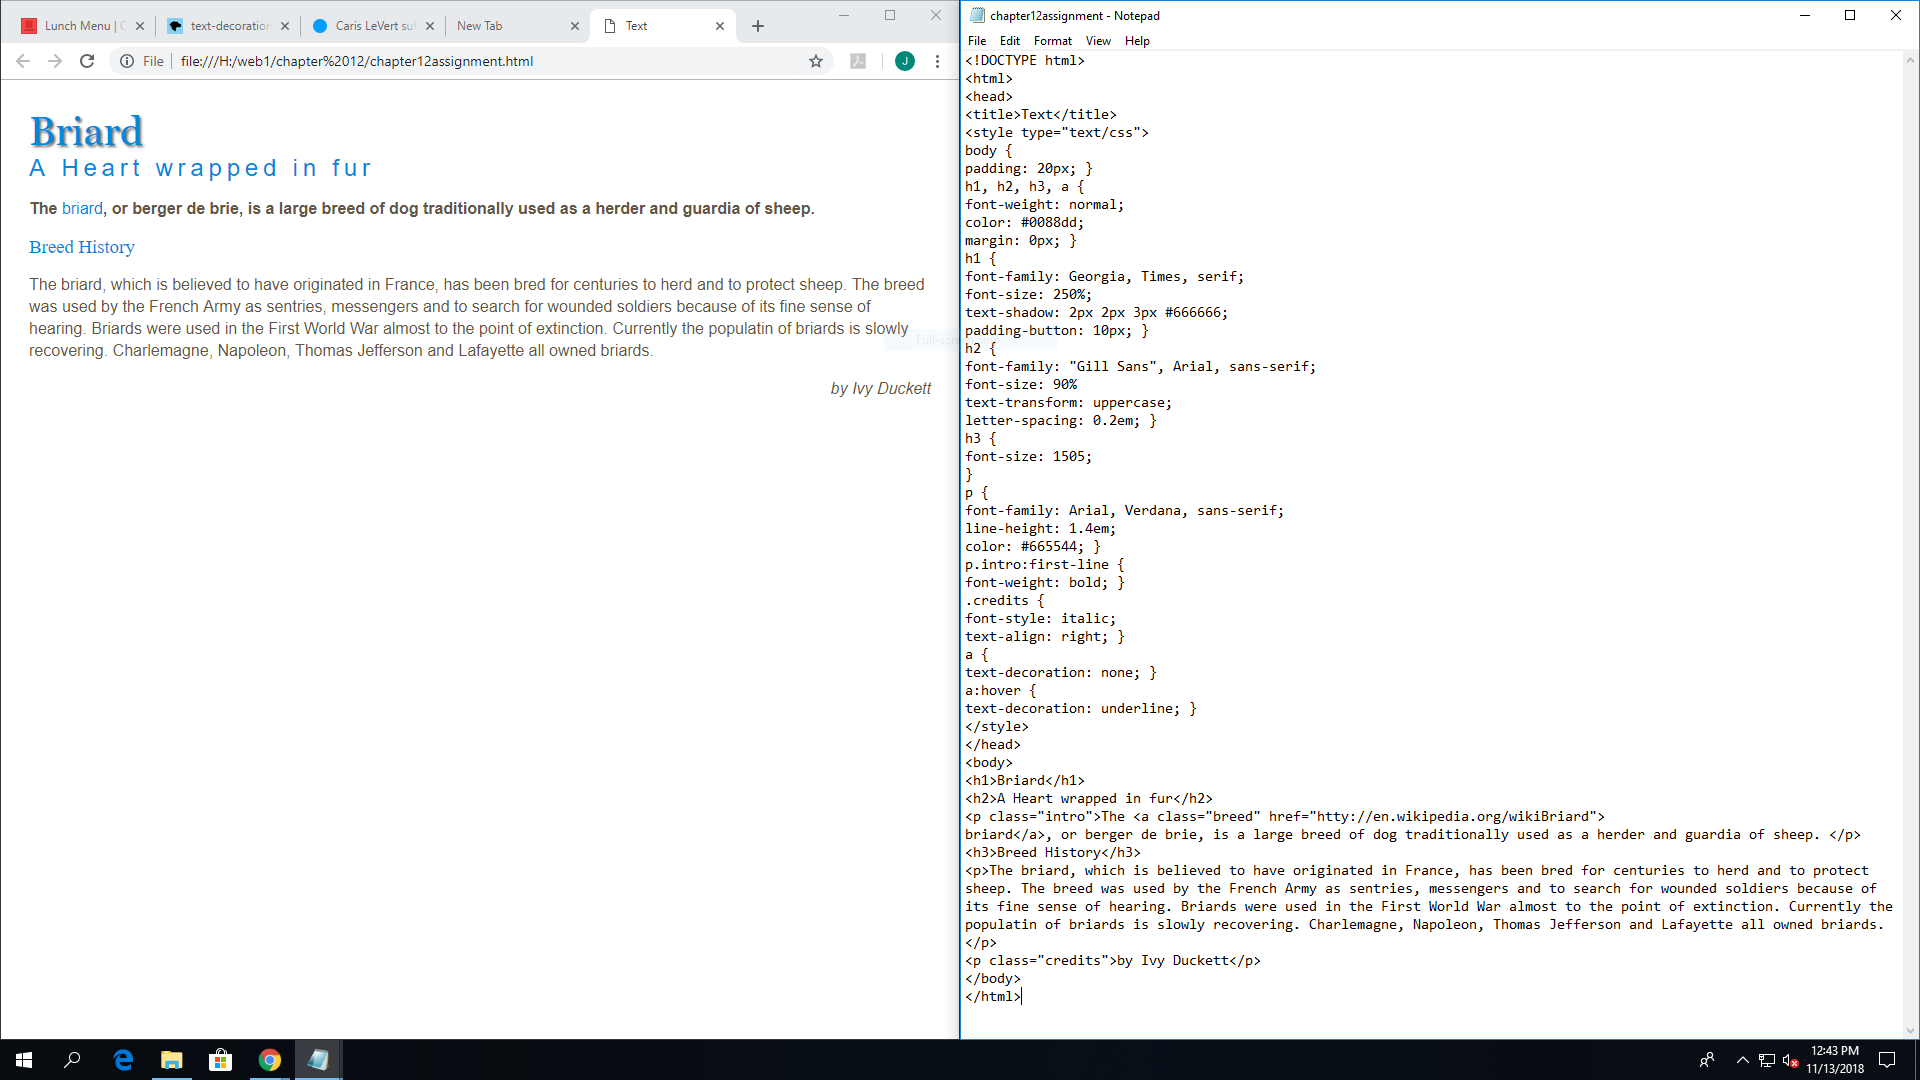 Lunch Menu | C
text-decoration
Caris LeVert su
New Tab
Text
File
file:///H:/web1/chapter%2012/chapter12assignment.html
J
Briard
A Heart wrapped in fur
The briard, or berger de brie, is a large breed of dog traditionally used as a herder and guardia of sheep.
Breed History
The briard, which is believed to have originated in France, has been bred for centuries to herd and to protect sheep. The breed
was used by the French Army as sentries, messengers and to search for wounded soldiers because of its fine sense of
hearing. Briards were used in the First World War almost to the point of extinction. Currently the populatin of briards is slowly
recovering. Charlemagne, Napoleon, Thomas Jefferson and Lafayette all owned briards.
by Ivy Duckett
chapter12assignment - Notepad
File Edit Format View Help
<!DOCTYPE html>
<html>
<head>
<title>Text</title>
<style type="text/css">
body {
padding: 20px; }
h1, h2, h3, a {
font-weight: normal;
color: #0088dd;
margin: 0px; }
h1 {
font-family: Georgia, Times, serif;
font-size: 250%;
text-shadow: 2px 2px 3px #666666;
padding-button: 10px; }
h2 {
font-family: "Gill Sans", Arial, sans-serif;
font-size: 90%
text-transform: uppercase;
letter-spacing: 0.2em; }
h3 {
font-size: 1505;
}
p {
font-family: Arial, Verdana, sans-serif;
line-height: 1.4em;
color: #665544; }
p.intro:first-line {
font-weight: bold; }
.credits {
font-style: italic;
text-align: right; }
a {
text-decoration: none; }
a:hover {
text-decoration: underline; }
</style>
</head>
<body>
<h1>Briard</h1>
<h2>A Heart wrapped in fur</h2>
<p class="intro">The <a class="breed" href="htty://en.wikipedia.org/wikiBriard">
briard</a>, or berger de brie, is a large breed of dog traditionally used as a herder and guardia of sheep. </p>
<h3>Breed History</h3>
<p>The briard, which is believed to have originated in France, has been bred for centuries to herd and to protect
sheep. The breed was used by the French Army as sentries, messengers and to search for wounded soldiers because of
its fine sense of hearing. Briards were used in the First World War almost to the point of extinction. Currently the
populatin of briards is slowly recovering. Charlemagne, Napoleon, Thomas Jefferson and Lafayette all owned briards.
</p>
<p class="credits">by Ivy Duckett</p>
</body>
</html>
12:43 PM
11/13/2018